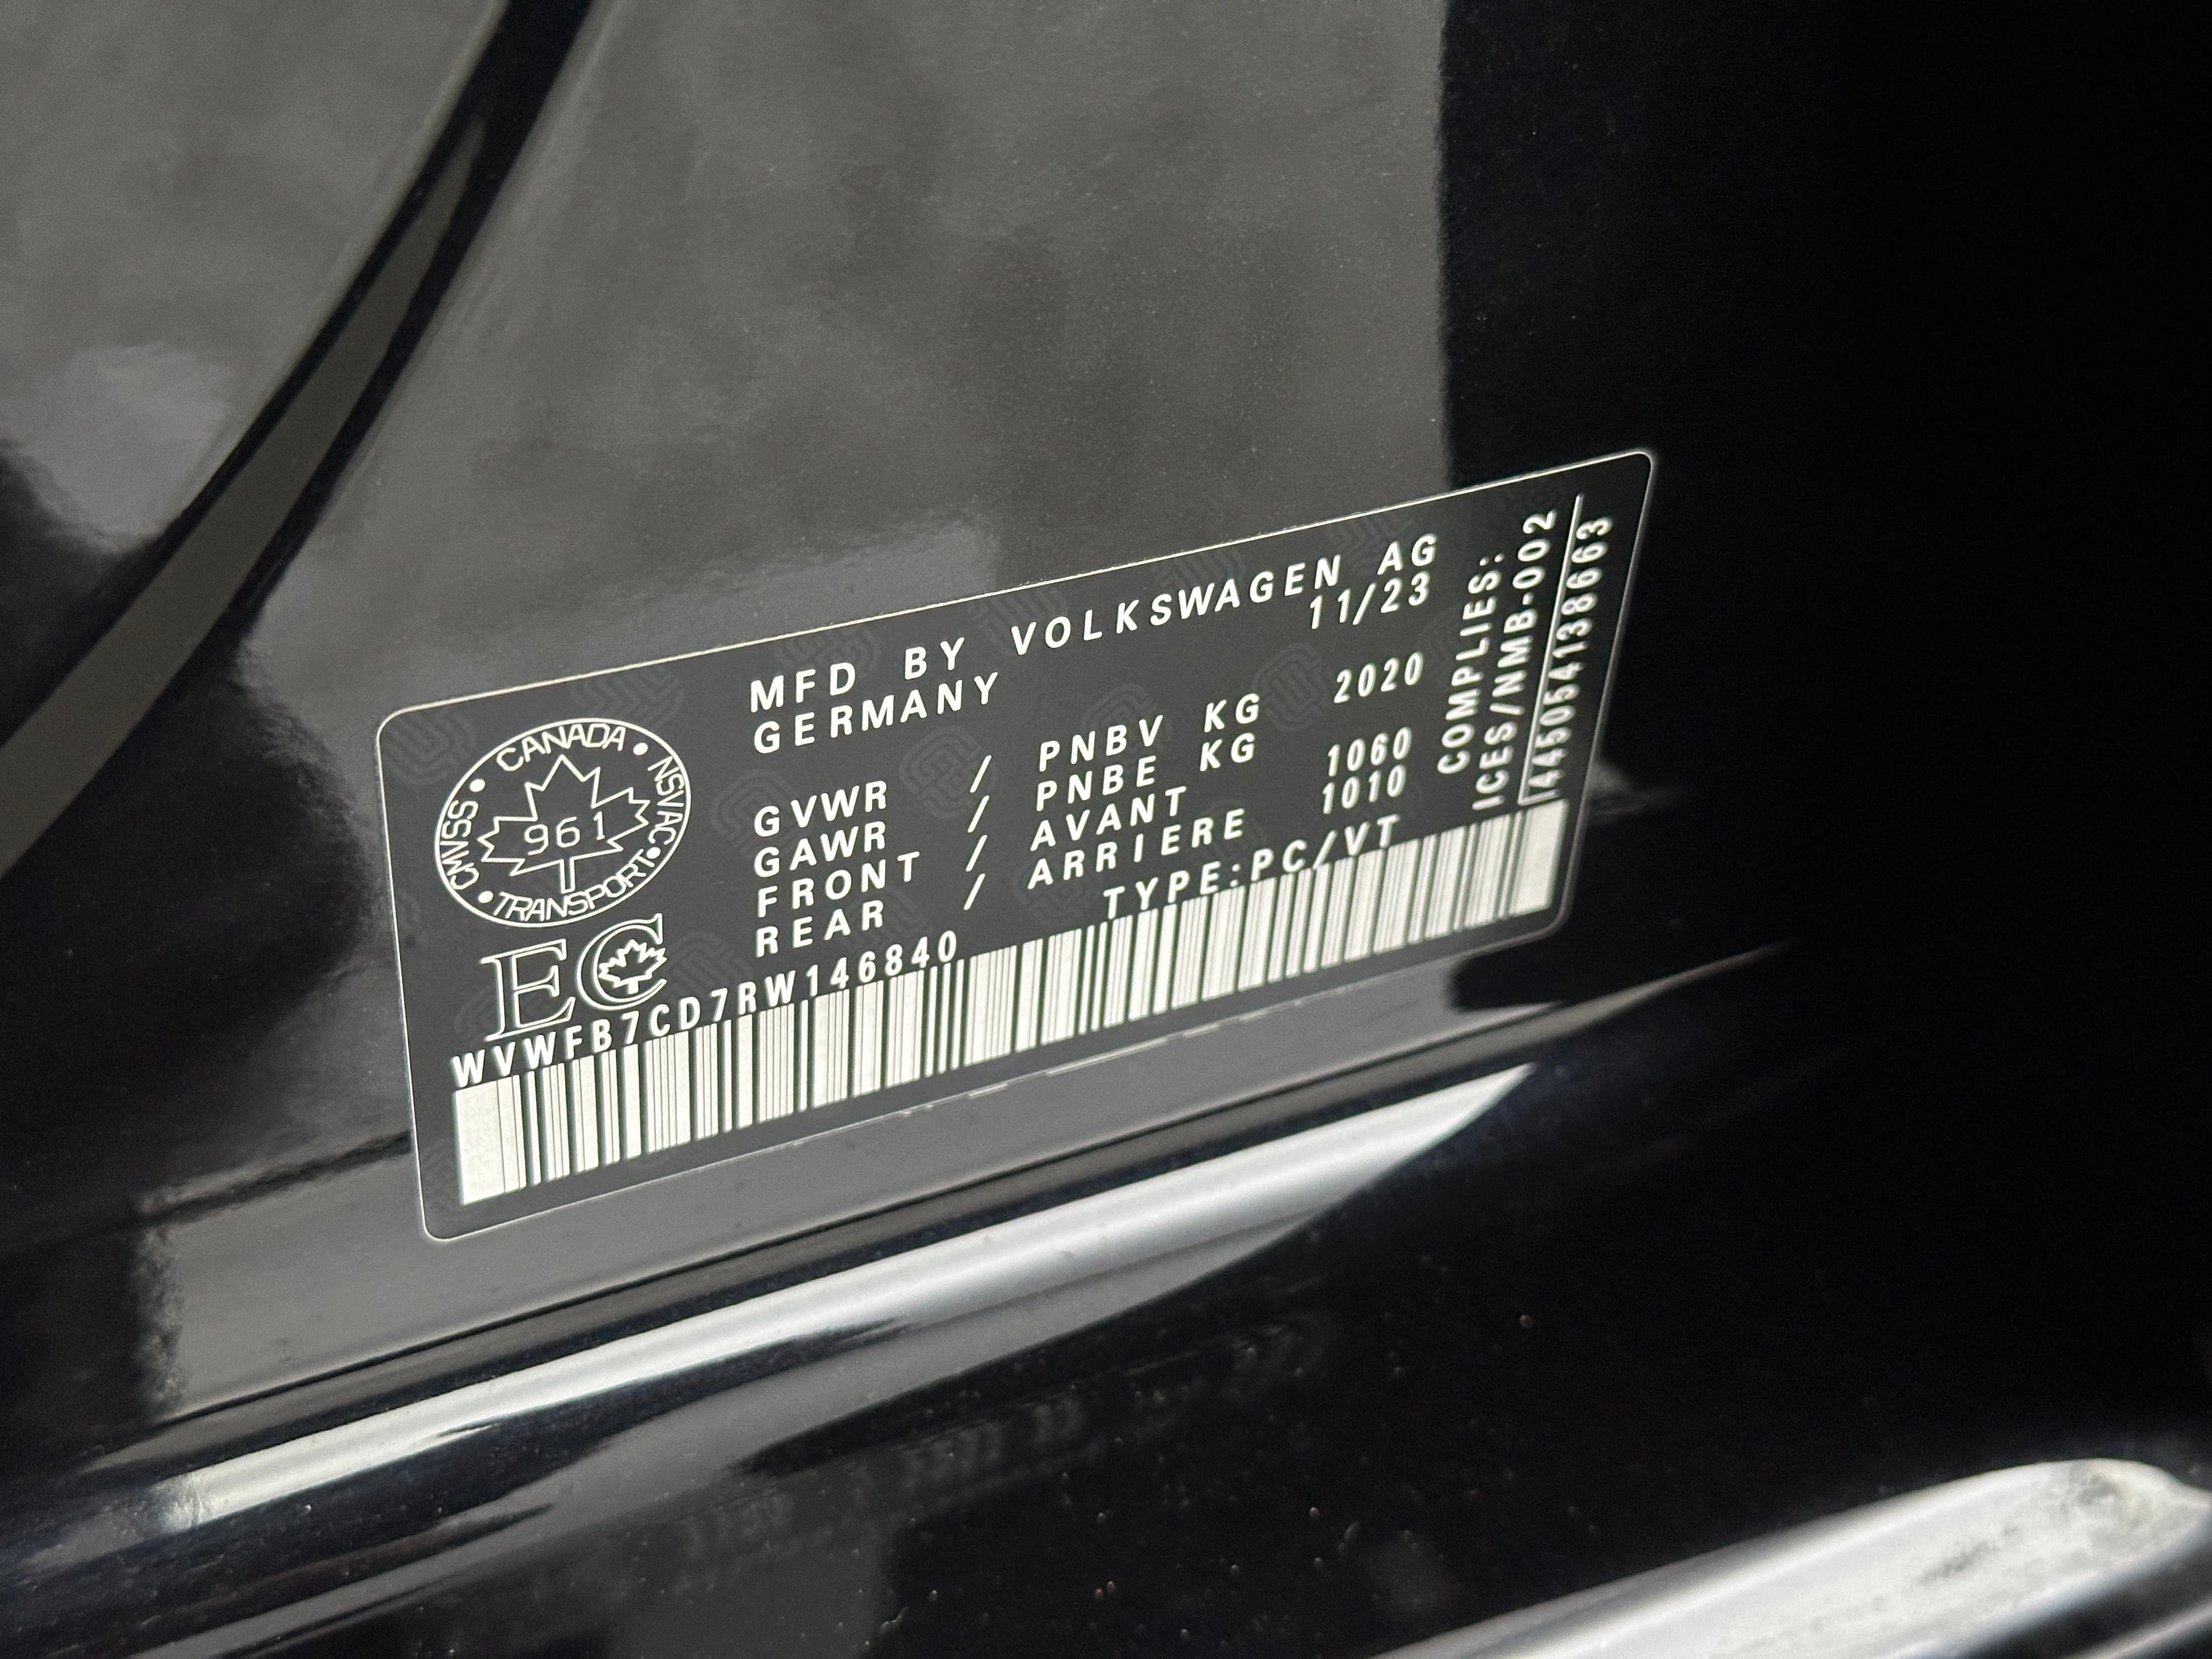 MFD BY VOLKSWAGEN AG
GERMANY 11/23
GVWR / PNBV KG 2020
GAWR / PNBE KG
FRONT / AVANT 1060
REAR / ARRIERE 1010
TYPE:PC/VT
CMVSS • CANADA • NSVAC • TRANSPORT •
961
EC
WVWFB7CD7RW146840
COMPLIES:
ICES/NMB-002
445054138663